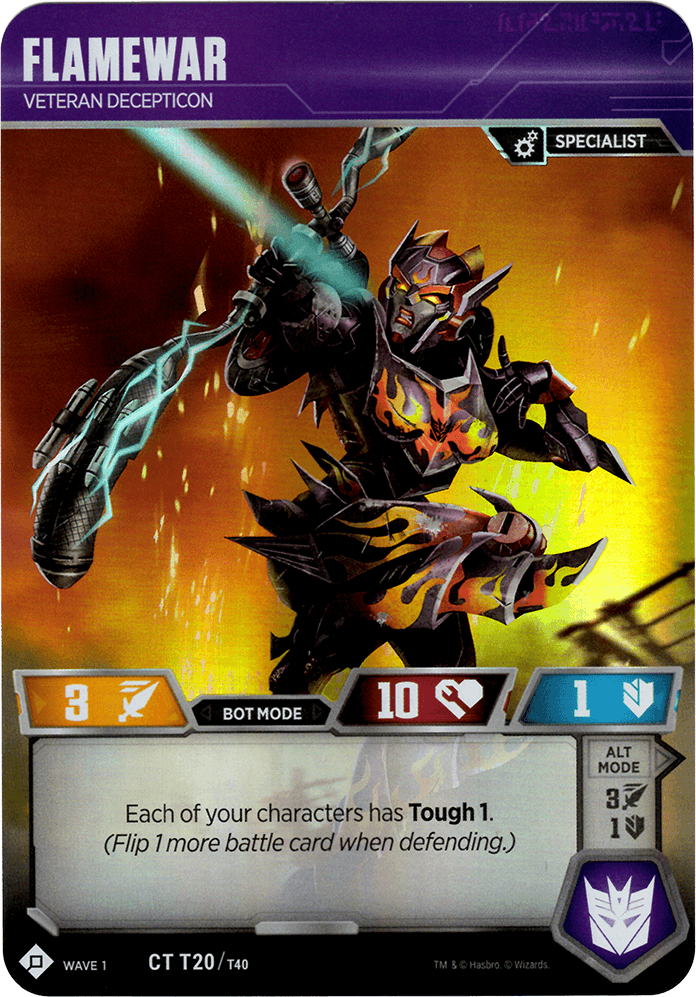 FLAMEWAR
VETERAN DECEPTICON
SPECIALIST
3
BOT MODE
10
1
ALT
MODE
3
1
Each of your characters has Tough 1.
(Flip 1 more battle card when defending.)
WAVE 1
CT T20/T40
TM & © Hasbro. © Wizards.